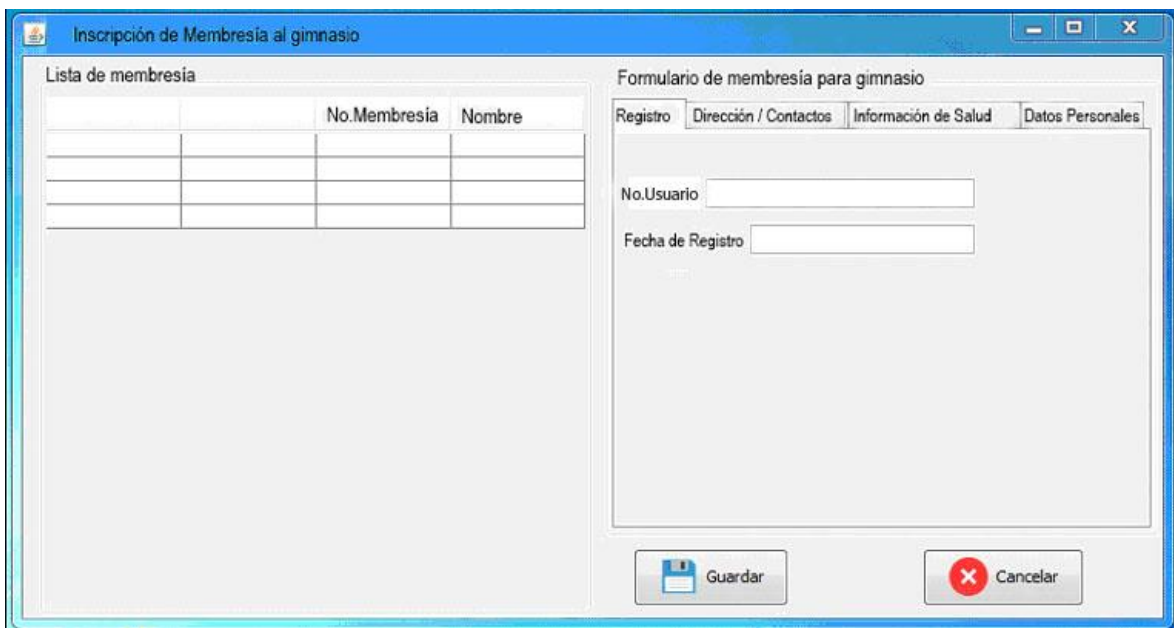 Inscripción de Membresía al gimnasio
Lista de membresía
No.Membresía Nombre
Formulario de membresía para gimnasio
Registro Dirección / Contactos Información de Salud Datos Personales
No.Usuario
Fecha de Registro
Guardar
Cancelar